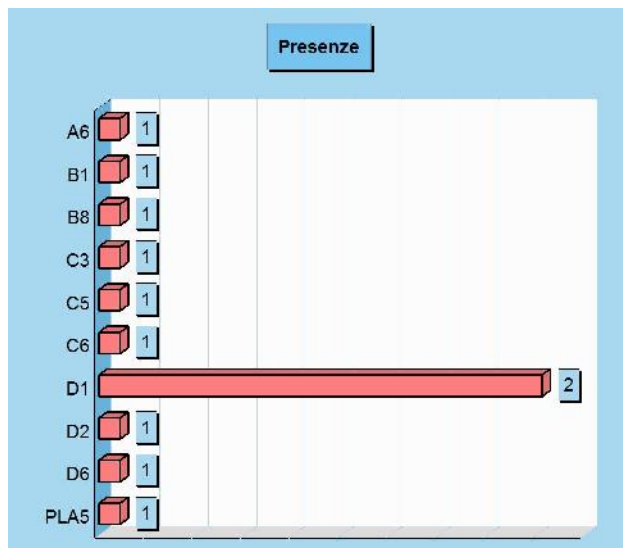 Presenze
A6 1
B1 1
B8 1
C3 1
C5 1
C6 1
D1 2
D2 1
D6 1
PLA5 1